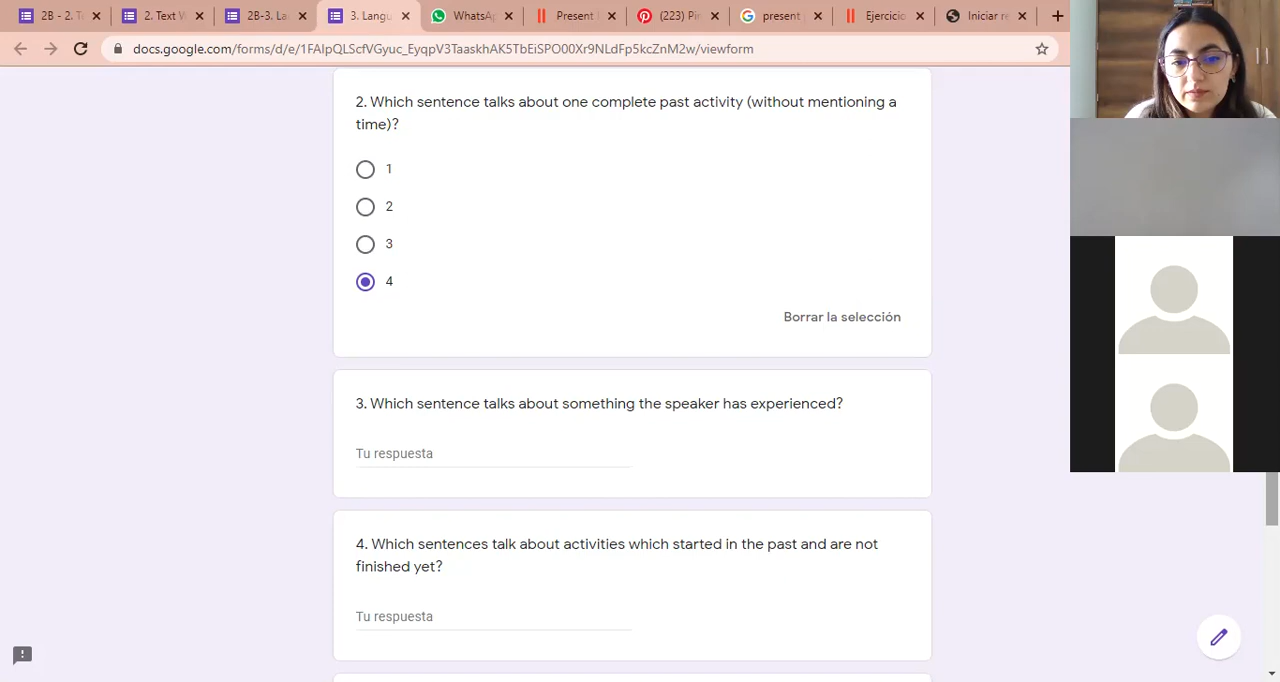 2B - 2. T
2. Text W
2B-3. La
3. Langu
WhatsAp
Present
(223) Pi
present
Ejercicio
Iniciar re
docs.google.com/forms/d/e/1FAIpQLScfVGyuc_EyqpV3TaaskhAK5TbEiSPO00Xr9NLdFp5kcZnM2w/viewform
2. Which sentence talks about one complete past activity (without mentioning a
time)?
1
2
3
4
Borrar la selección
3. Which sentence talks about something the speaker has experienced?
Tu respuesta
4. Which sentences talk about activities which started in the past and are not
finished yet?
Tu respuesta